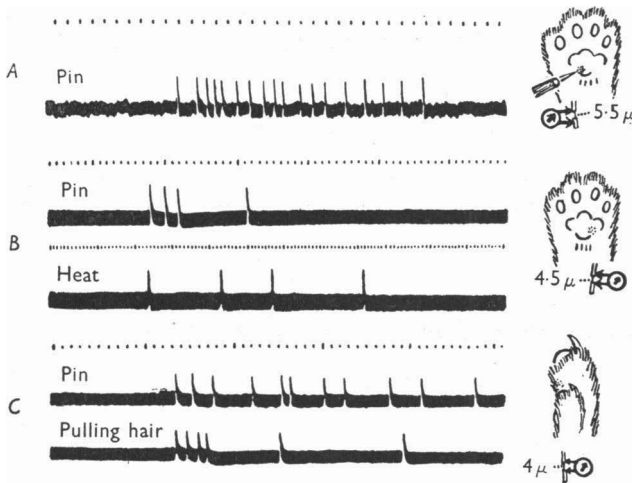 A
Pin
5·5 μ
Pin
B
Heat
4·5 μ
Pin
C
Pulling hair
4 μ